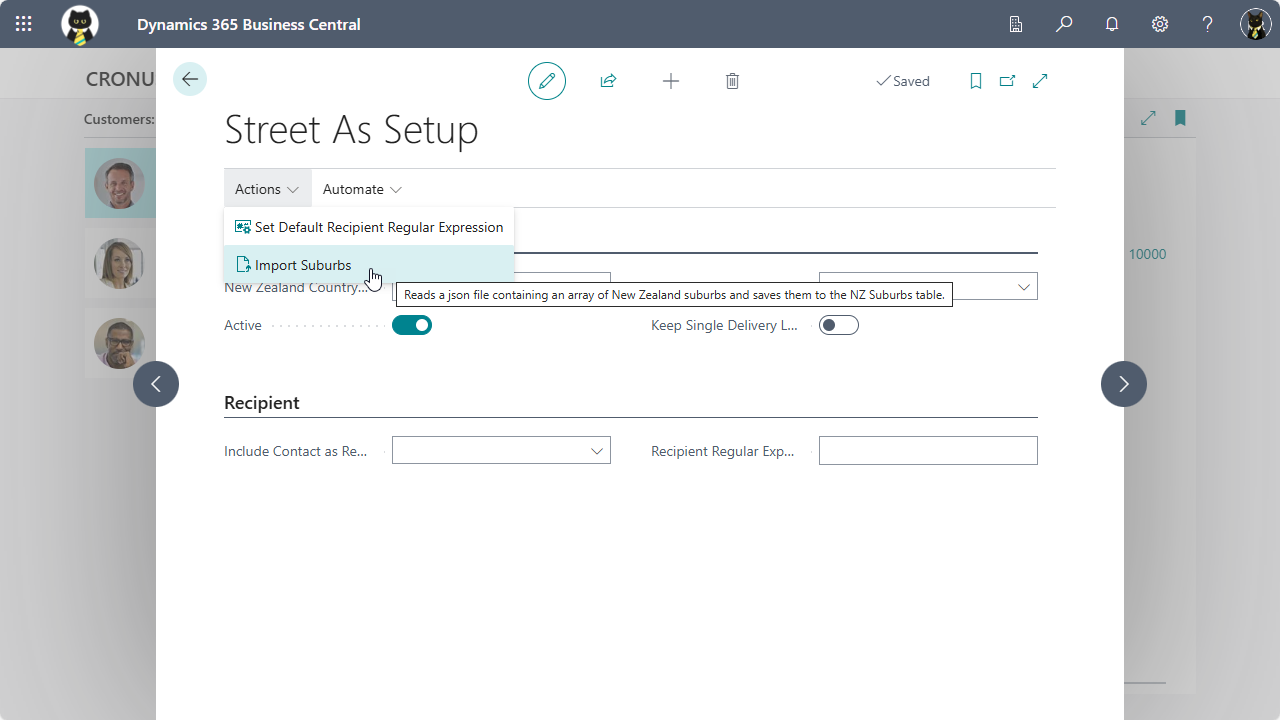 Dynamics 365 Business Central
?
CRONU
Customers:
Saved
Street As Setup
Actions
Automate
Set Default Recipient Regular Expression
Import Suburbs
10000
New Zealand Country...
Reads a json file containing an array of New Zealand suburbs and saves them to the NZ Suburbs table.
Active
Keep Single Delivery L...
Recipient
Include Contact as Re...
Recipient Regular Exp...